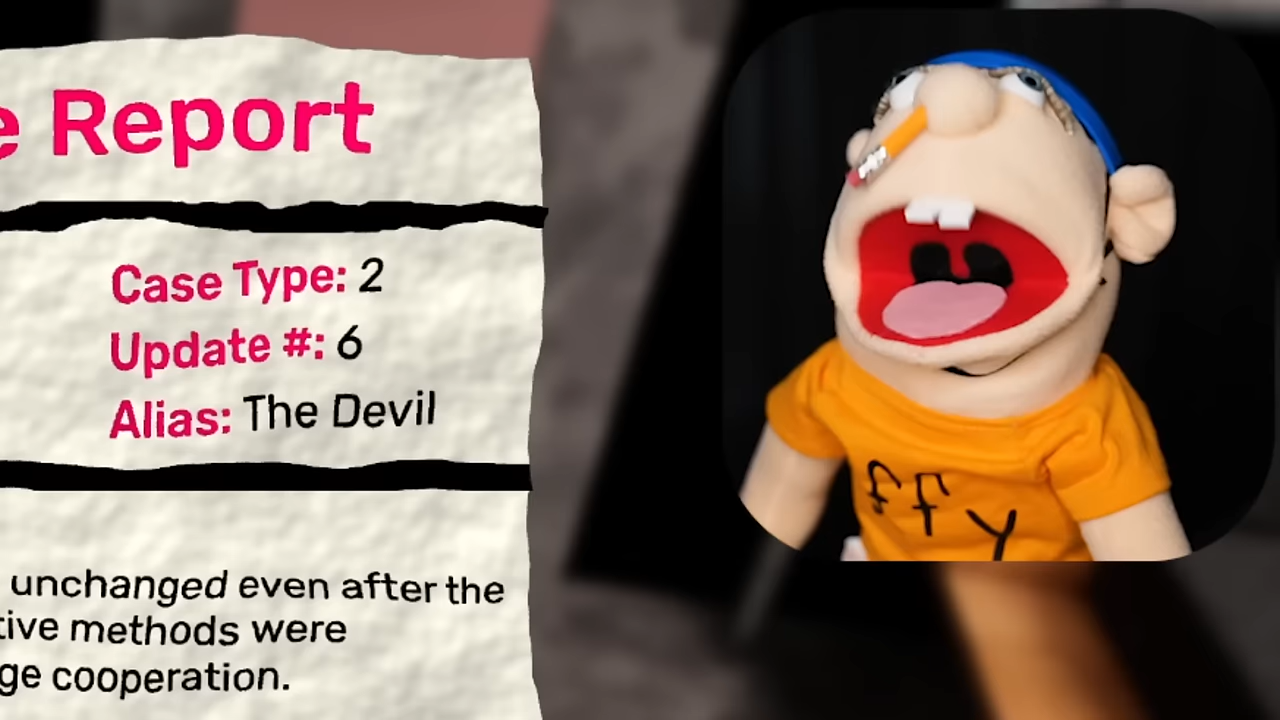 e Report
Case Type: 2
Update #: 6
Alias: The Devil
unchanged even after the
tive methods were
ge cooperation.
ffy